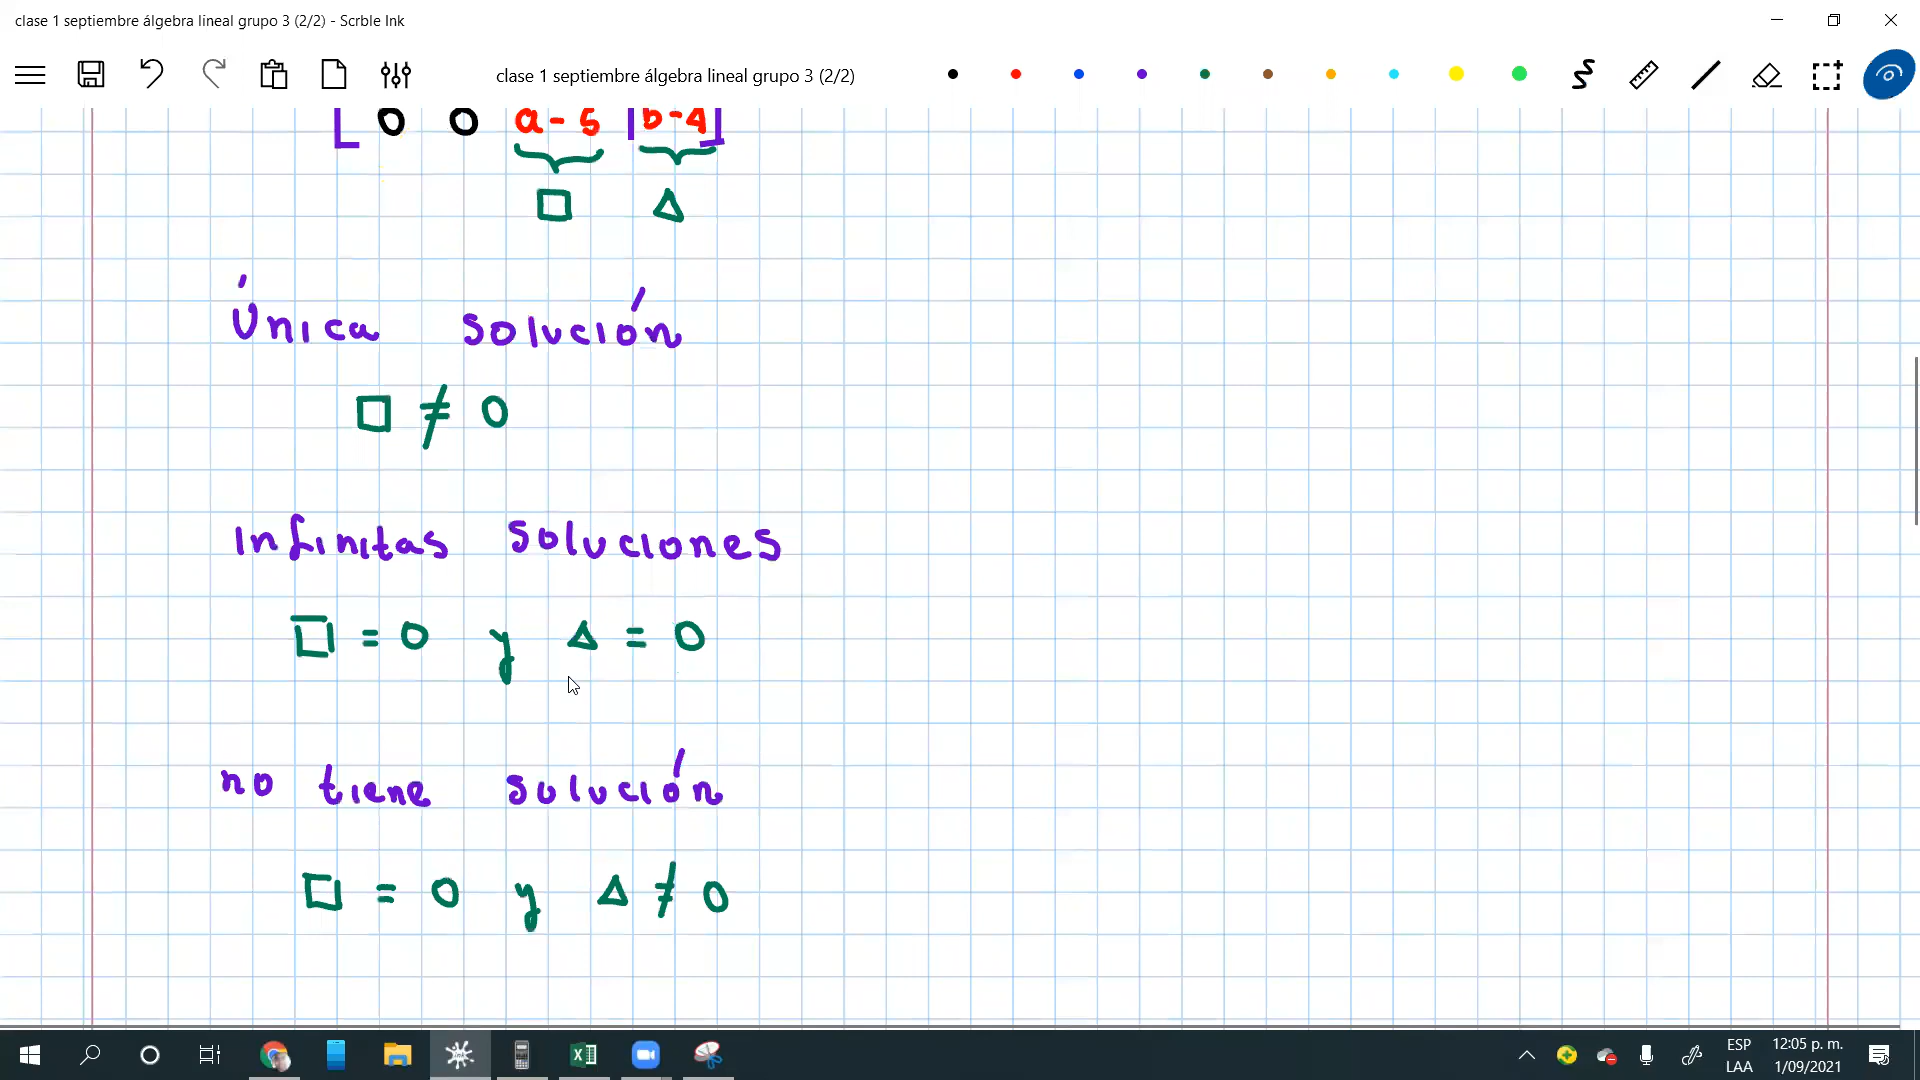 clase 1 septiembre álgebra lineal grupo 3 (2/2) - Scrble Ink
clase 1 septiembre álgebra lineal grupo 3 (2/2)
0 0 a - 5 | b - 4
□ △
Única solución
□ ≠ 0
Infinitas soluciones
□ = 0 y △ = 0
no tiene solución
□ = 0 y △ ≠ 0
ESP 12:05 p. m.
LAA 1/09/2021